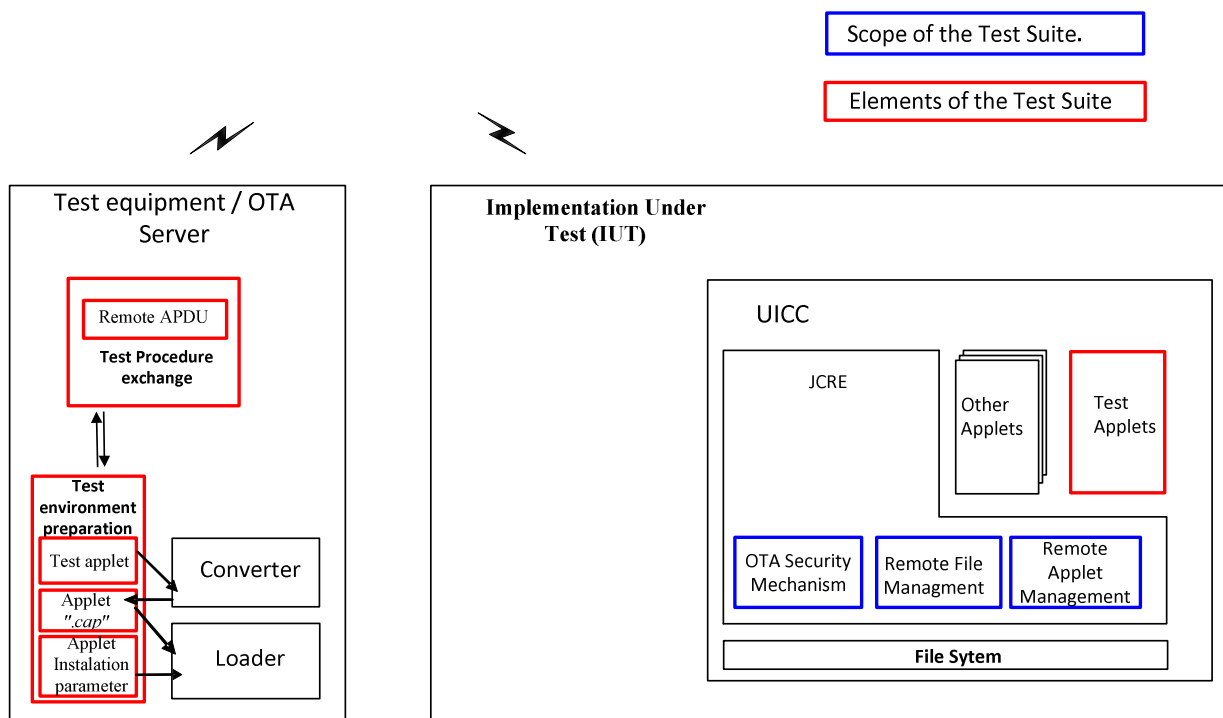 Scope of the Test Suite.
Elements of the Test Suite
Test equipment / OTA
Server
Remote APDU
Test Procedure
exchange
Test
environment
preparation
Test applet
Applet
".cap"
Applet
Instalation
parameter
Converter
Loader
Implementation Under
Test (IUT)
UICC
JCRE
Other
Applets
Test
Applets
OTA Security
Mechanism
Remote File
Managment
Remote
Applet
Management
File Sytem